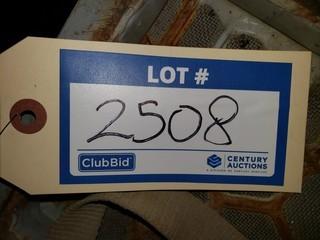 LOT #
2508
ClubBid
CENTURY
AUCTIONS